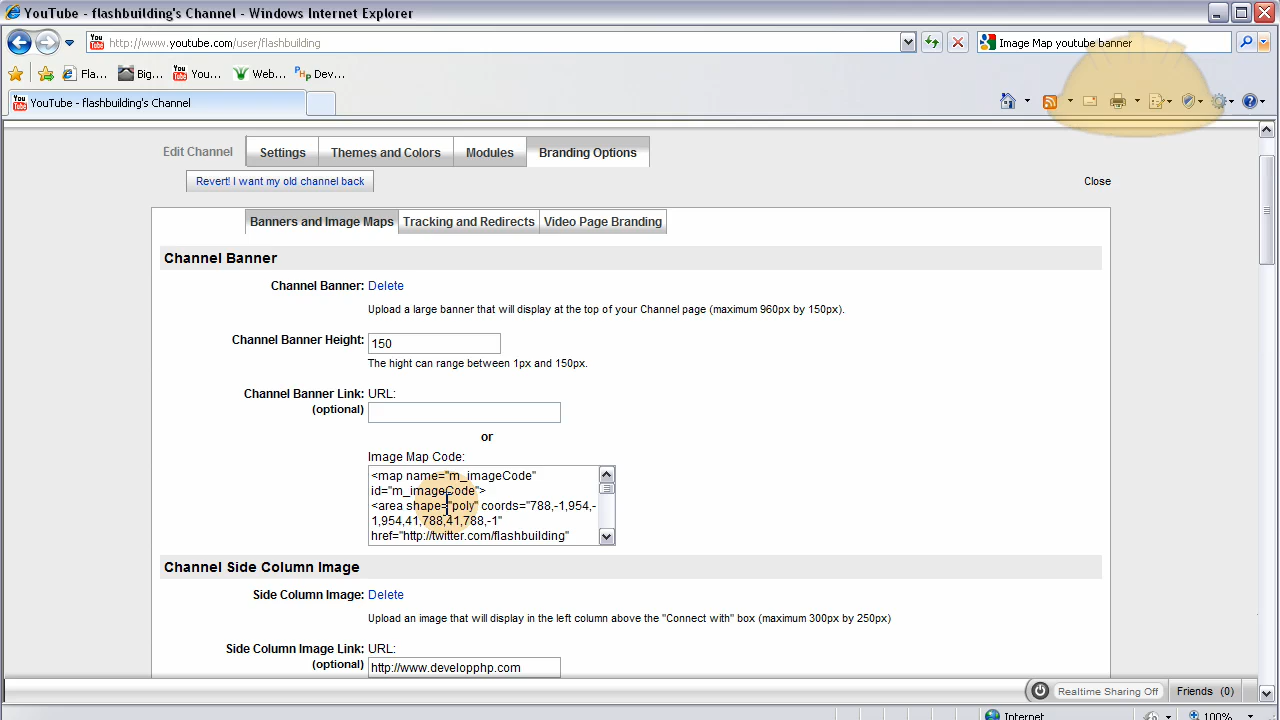 YouTube - flashbuilding's Channel - Windows Internet Explorer
http://www.youtube.com/user/flashbuilding
Image Map youtube banner
Fla... Big... You... Web... Dev...
YouTube - flashbuilding's Channel
Edit Channel Settings Themes and Colors Modules Branding Options
Revert! I want my old channel back
Close
Banners and Image Maps Tracking and Redirects Video Page Branding
Channel Banner
Channel Banner: Delete
Upload a large banner that will display at the top of your Channel page (maximum 960px by 150px).
Channel Banner Height: 150
The hight can range between 1px and 150px.
Channel Banner Link: URL:
(optional)
or
Image Map Code:
<map name="m_imageCode"
id="m_imageCode">
<area shape="poly" coords="788,-1,954,-
1,954,41,788,41,788,-1"
href="http://twitter.com/flashbuilding"
Channel Side Column Image
Side Column Image: Delete
Upload an image that will display in the left column above the "Connect with" box (maximum 300px by 250px)
Side Column Image Link: URL:
(optional) http://www.developphp.com
Realtime Sharing Off Friends (0)
Internet 100%